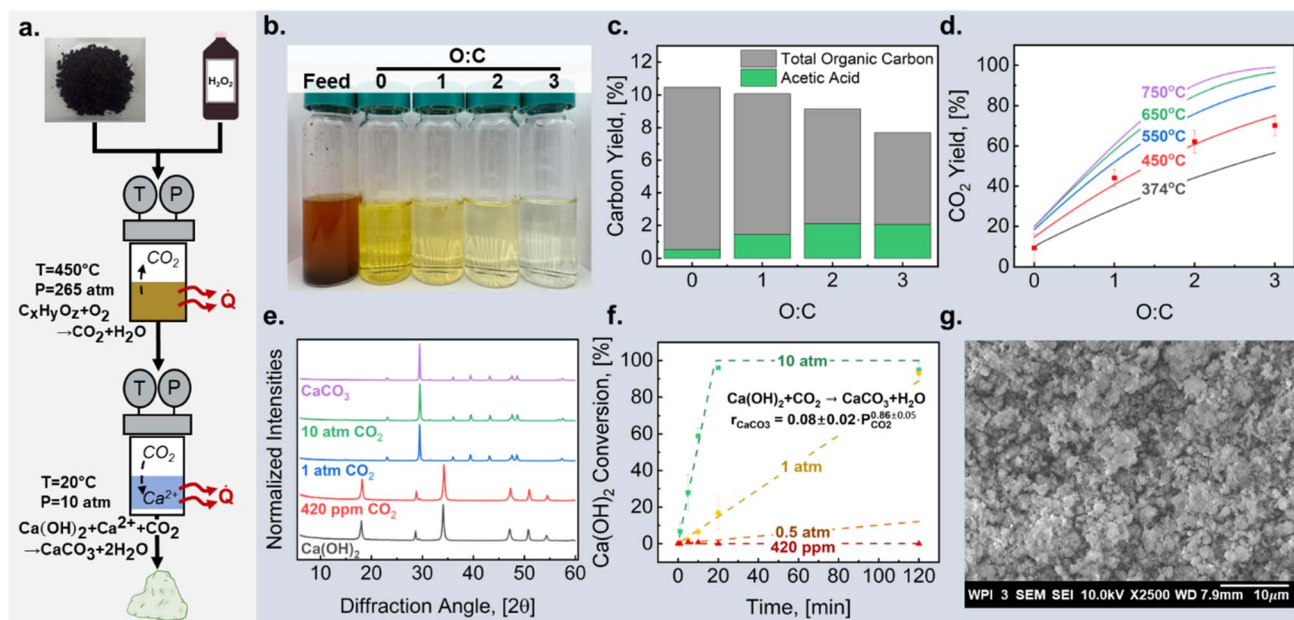 a.
H2O2
T P
CO2
T=450°C
P=265 atm
Q̇
CxHyOz+O2
→CO2+H2O
T P
CO2
T=20°C
P=10 atm
Ca2+
Q̇
Ca(OH)2+Ca2++CO2
→CaCO3+2H2O
b.
O:C
Feed 0 1 2 3
c.
Total Organic Carbon
Acetic Acid
Carbon Yield, [%]
12
10
8
6
4
2
0
0 1 2 3
O:C
d.
CO2 Yield, [%]
100
80
60
40
20
0
750°C
650°C
550°C
450°C
374°C
0 1 2 3
O:C
e.
Normalized Intensities
CaCO3
10 atm CO2
1 atm CO2
420 ppm CO2
Ca(OH)2
10 20 30 40 50 60
Diffraction Angle, [2θ]
f.
Ca(OH)2 Conversion, [%]
100
80
60
40
20
0
10 atm
Ca(OH)2+CO2 → CaCO3+H2O
rCaCO3 = 0.08±0.02·PCO2^0.86±0.05
1 atm
0.5 atm
420 ppm
0 20 40 60 80 100 120
Time, [min]
g.
WPI 3 SEM SEI 10.0kV X2500 WD 7.9mm 10µm